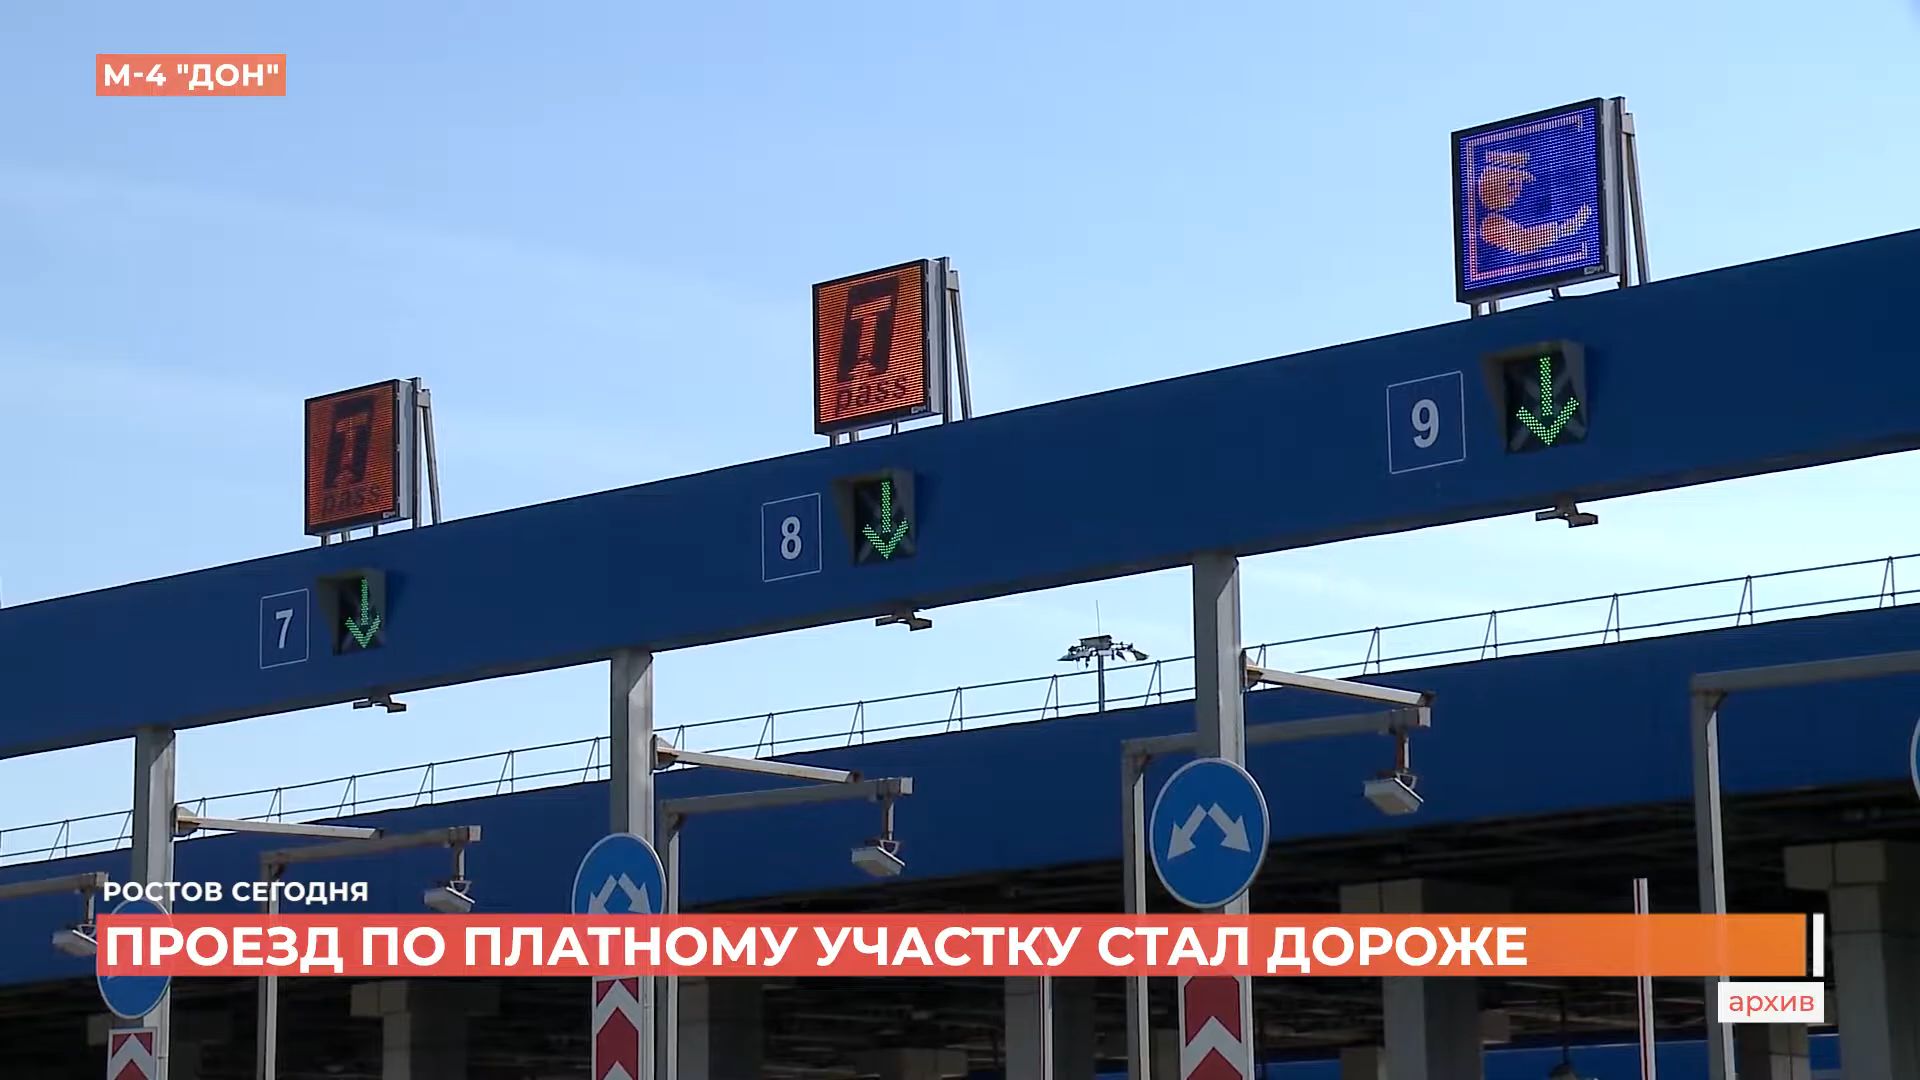 М-4 "ДОН"
T
pass
T
pass
7
8
9
РОСТОВ СЕГОДНЯ
ПРОЕЗД ПО ПЛАТНОМУ УЧАСТКУ СТАЛ ДОРОЖЕ
архив